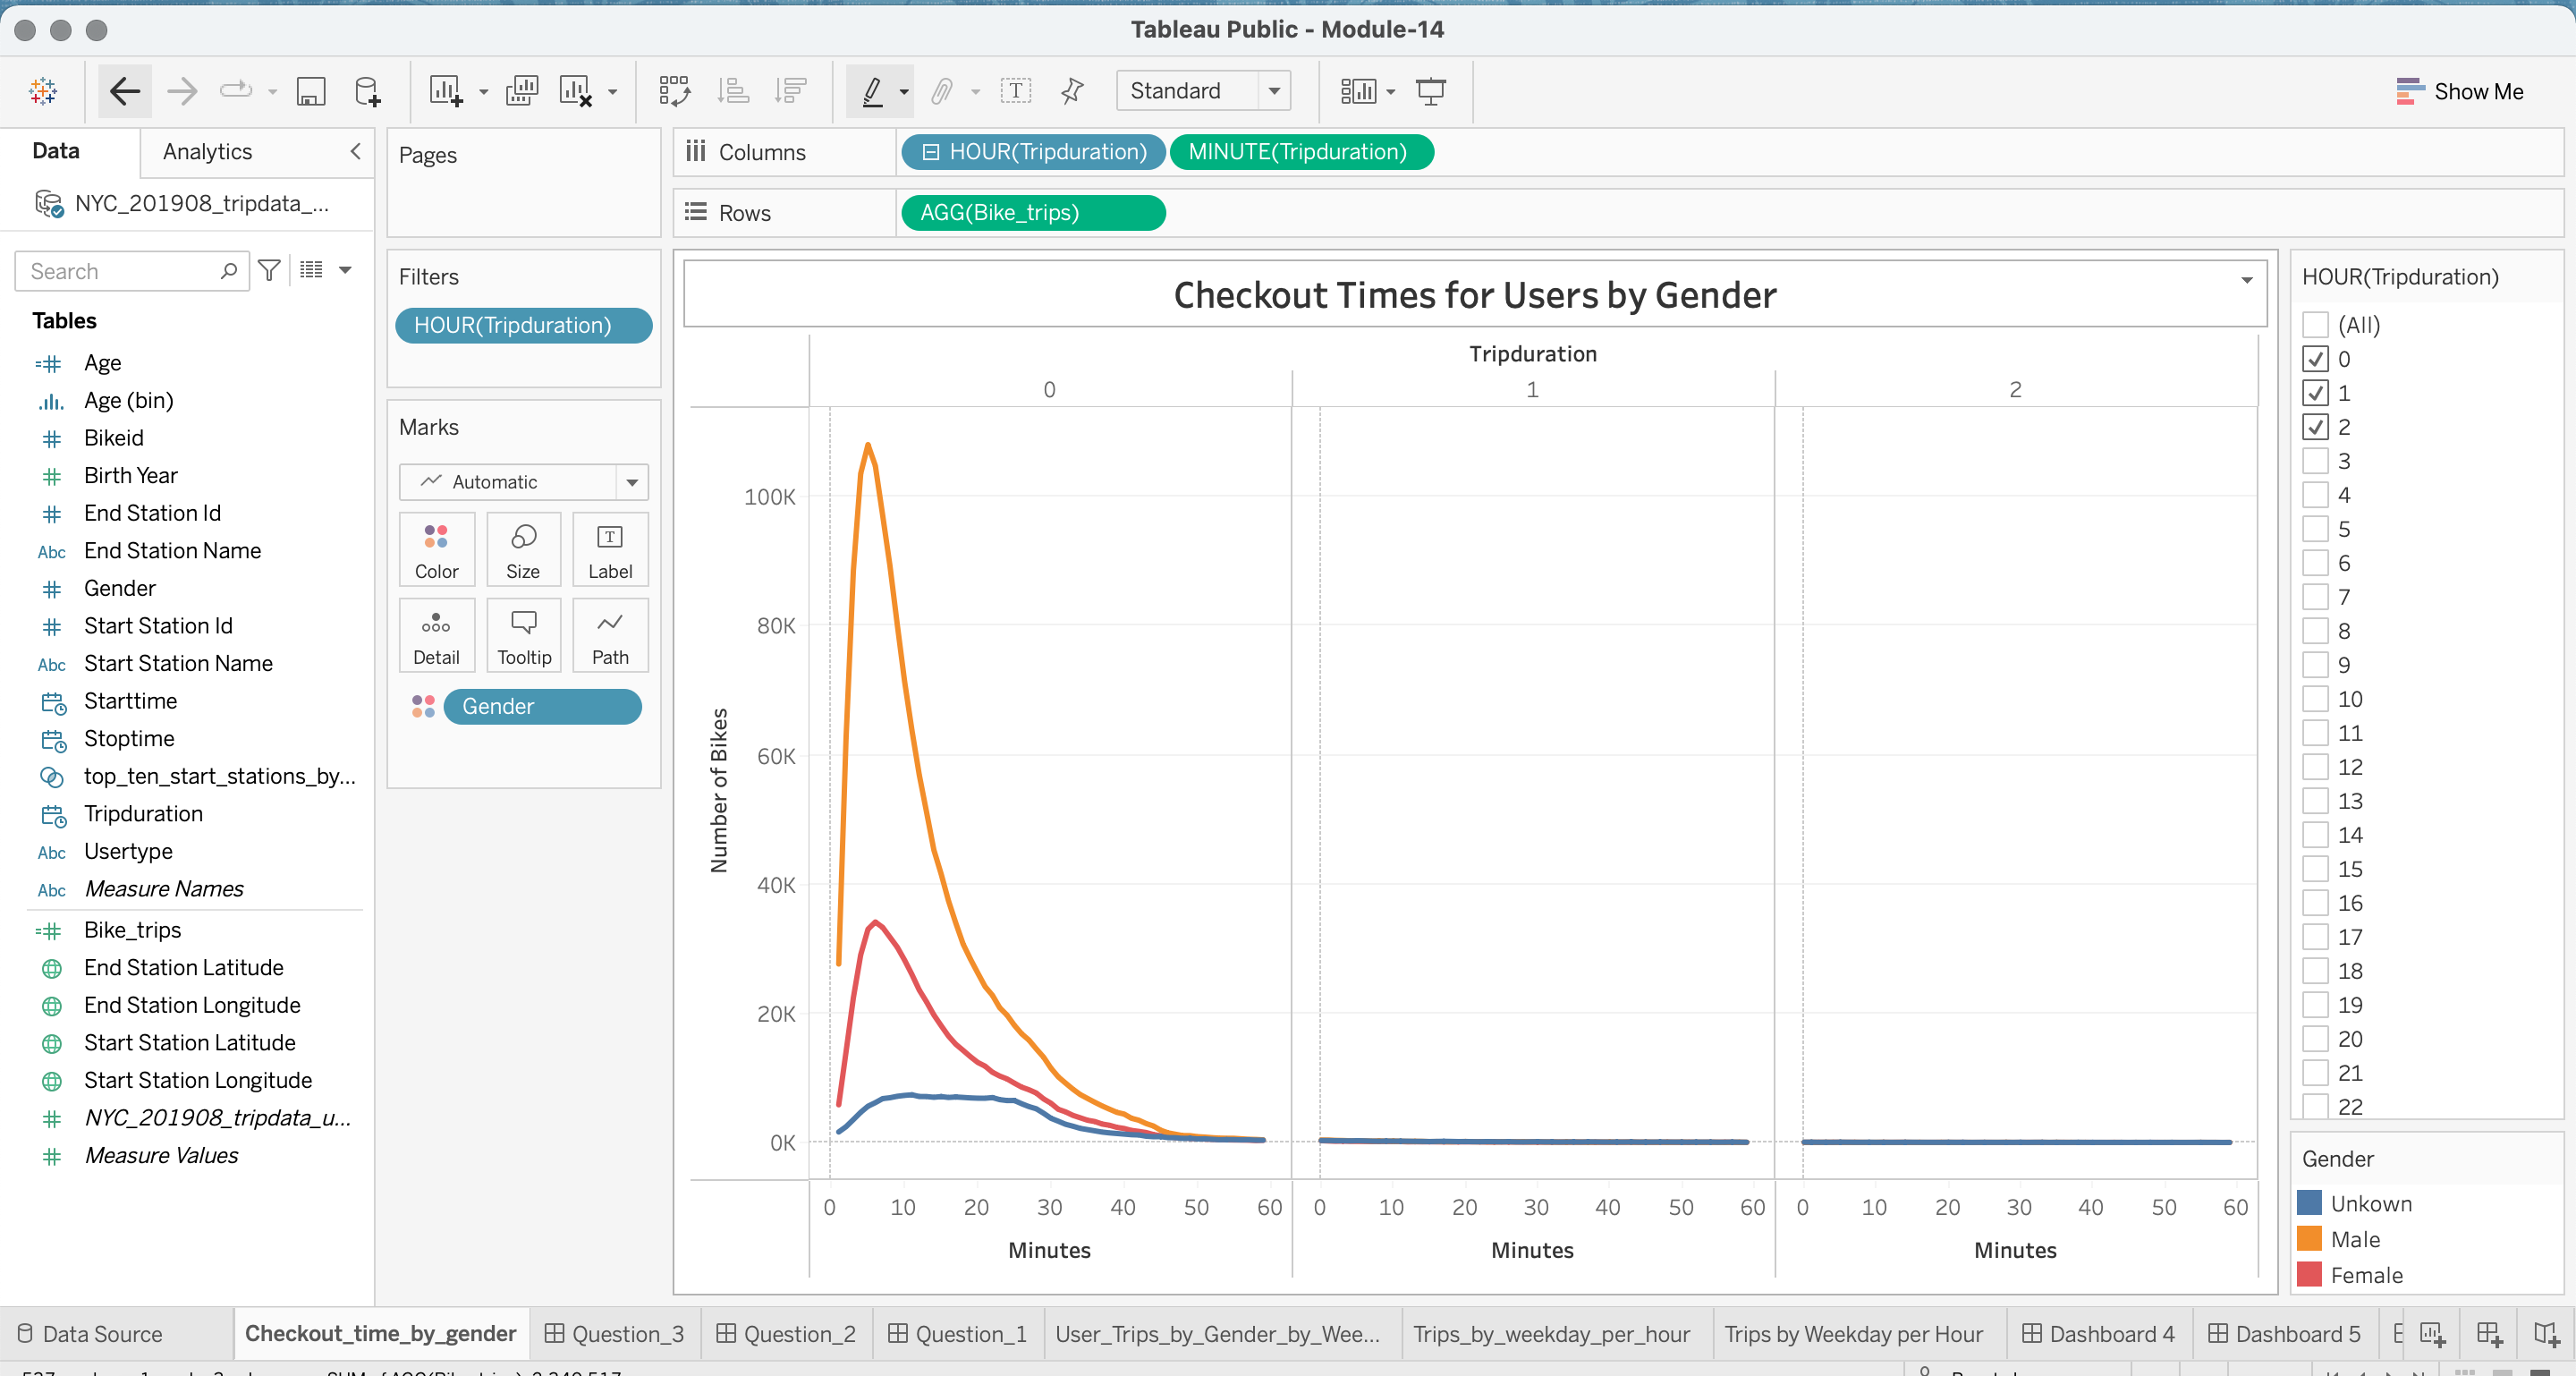 Tableau Public - Module-14
Standard
Show Me
Data
Analytics
NYC_201908_tripdata_...
Search
Tables
Age
Age (bin)
Bikeid
Birth Year
End Station Id
Abc End Station Name
Gender
Start Station Id
Abc Start Station Name
Starttime
Stoptime
top_ten_start_stations_by...
Tripduration
Abc Usertype
Abc Measure Names
Bike_trips
End Station Latitude
End Station Longitude
Start Station Latitude
Start Station Longitude
NYC_201908_tripdata_u...
Measure Values
Pages
Filters
HOUR(Tripduration)
Marks
Automatic
Color Size Label
Detail Tooltip Path
Gender
Columns HOUR(Tripduration) MINUTE(Tripduration)
Rows AGG(Bike_trips)
Checkout Times for Users by Gender
Tripduration
0 1 2
Number of Bikes
100K
80K
60K
40K
20K
0K
0 10 20 30 40 50 60 0 10 20 30 40 50 60 0 10 20 30 40 50 60
Minutes Minutes Minutes
HOUR(Tripduration)
(All)
0
1
2
3
4
5
6
7
8
9
10
11
12
13
14
15
16
17
18
19
20
21
22
Gender
Unkown
Male
Female
Data Source Checkout_time_by_gender Question_3 Question_2 Question_1 User_Trips_by_Gender_by_Wee... Trips_by_weekday_per_hour Trips by Weekday per Hour Dashboard 4 Dashboard 5